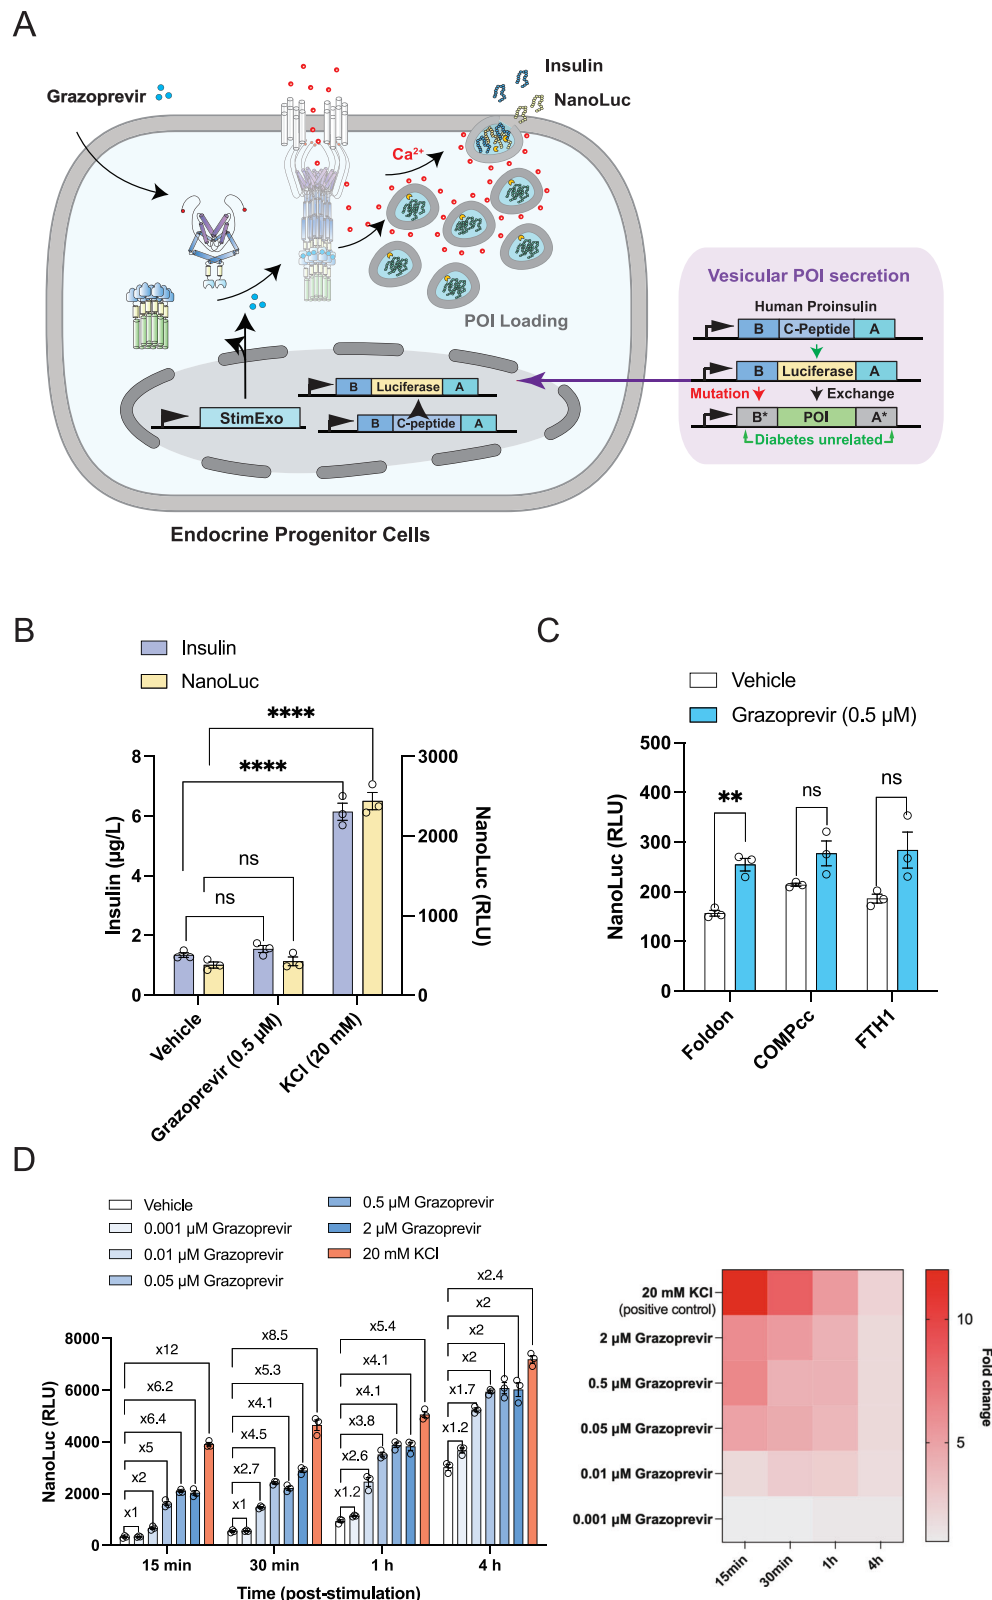 A
Grazoprevir
Insulin
NanoLuc
Ca²⁺
POI Loading
B Luciferase A
StimExo
B C-peptide A
Endocrine Progenitor Cells
Vesicular POI secretion
Human Proinsulin
B C-Peptide A
B Luciferase A
Mutation Exchange
B* POI A*
Diabetes unrelated
B
Insulin
NanoLuc
****
****
ns
ns
Insulin (µg/L)
8
6
4
2
0
3000
2000
1000
0
NanoLuc (RLU)
Vehicle
Grazoprevir (0.5 µM)
KCl (20 mM)
C
Vehicle
Grazoprevir (0.5 µM)
NanoLuc (RLU)
500
400
300
200
100
0
**
ns
ns
Foldon
COMPcc
FTH1
D
Vehicle
0.001 µM Grazoprevir
0.01 µM Grazoprevir
0.05 µM Grazoprevir
0.5 µM Grazoprevir
2 µM Grazoprevir
20 mM KCl
NanoLuc (RLU)
8000
6000
4000
2000
0
x12
x6.2
x6.4
x5
x2
x1
x8.5
x5.3
x4.1
x4.5
x2.7
x1
x5.4
x4.1
x4.1
x3.8
x2.6
x1.2
x2.4
x2
x2
x2
x1.7
x1.2
15 min
30 min
1 h
4 h
Time (post-stimulation)
20 mM KCl
(positive control)
2 µM Grazoprevir
0.5 µM Grazoprevir
0.05 µM Grazoprevir
0.01 µM Grazoprevir
0.001 µM Grazoprevir
15min
30min
1h
4h
10
5
Fold change